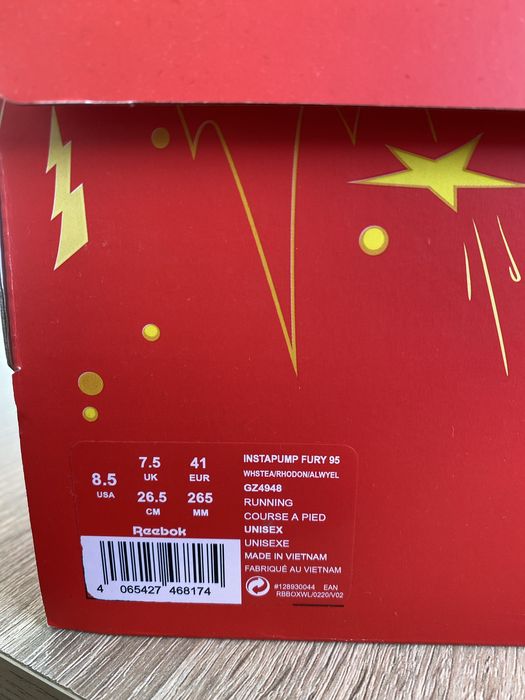 8.5
USA
7.5
UK
41
EUR
26.5
CM
265
MM
Reebok
4 065427 468174
INSTAPUMP FURY 95
WHSTEA/RHODON/ALWYEL
GZ4948
RUNNING
COURSE A PIED
UNISEX
UNISEXE
MADE IN VIETNAM
FABRIQUÉ AU VIETNAM
#128930044 EAN
RBBOXWL/0220/V02